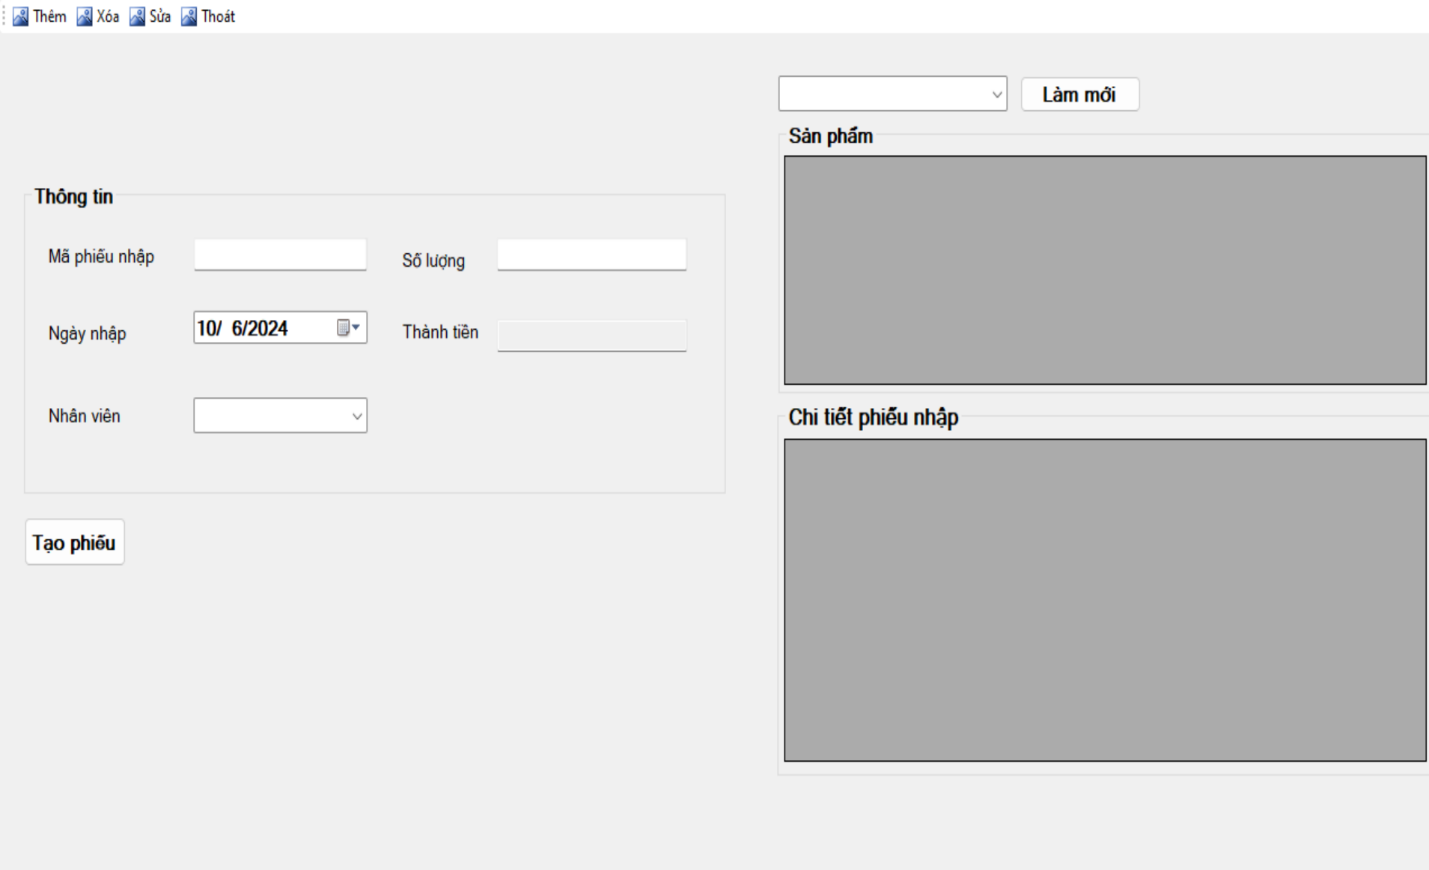 Thêm Xóa Sửa Thoát
Làm mới
Sản phẩm
Thông tin
Mã phiếu nhập
Số lượng
Ngày nhập
10/ 6/2024
Thành tiền
Nhân viên
Chi tiết phiếu nhập
Tạo phiếu